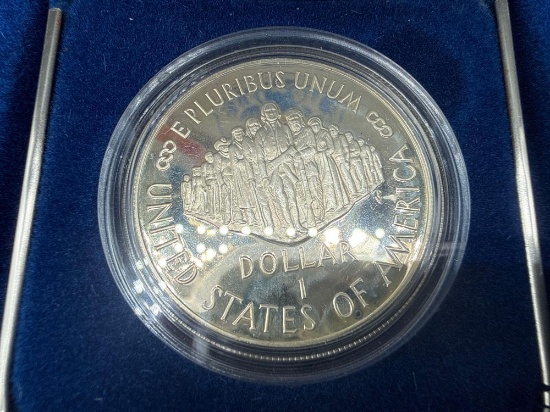 E PLURIBUS UNUM
DOLLAR
1
UNITED STATES OF AMERICA